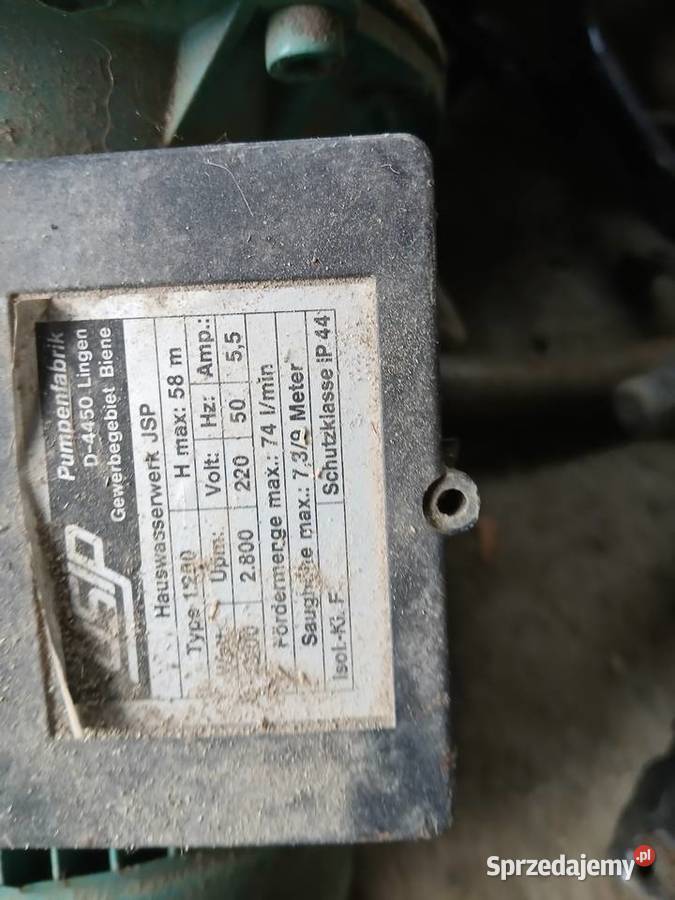 JSP
Pumpenfabrik
D-4450 Lingen
Gewerbegebiet Biene
Hauswasserwerk JSP
Type H max: 58 m
Upm: Volt: Hz: Amp.:
2.800 220 50 5,5
Fördermenge max.: 74 l/min
max.: 7,3/9 Meter
Isol.-Kl. F Schutzklasse IP 44
Sprzedajemy.pl